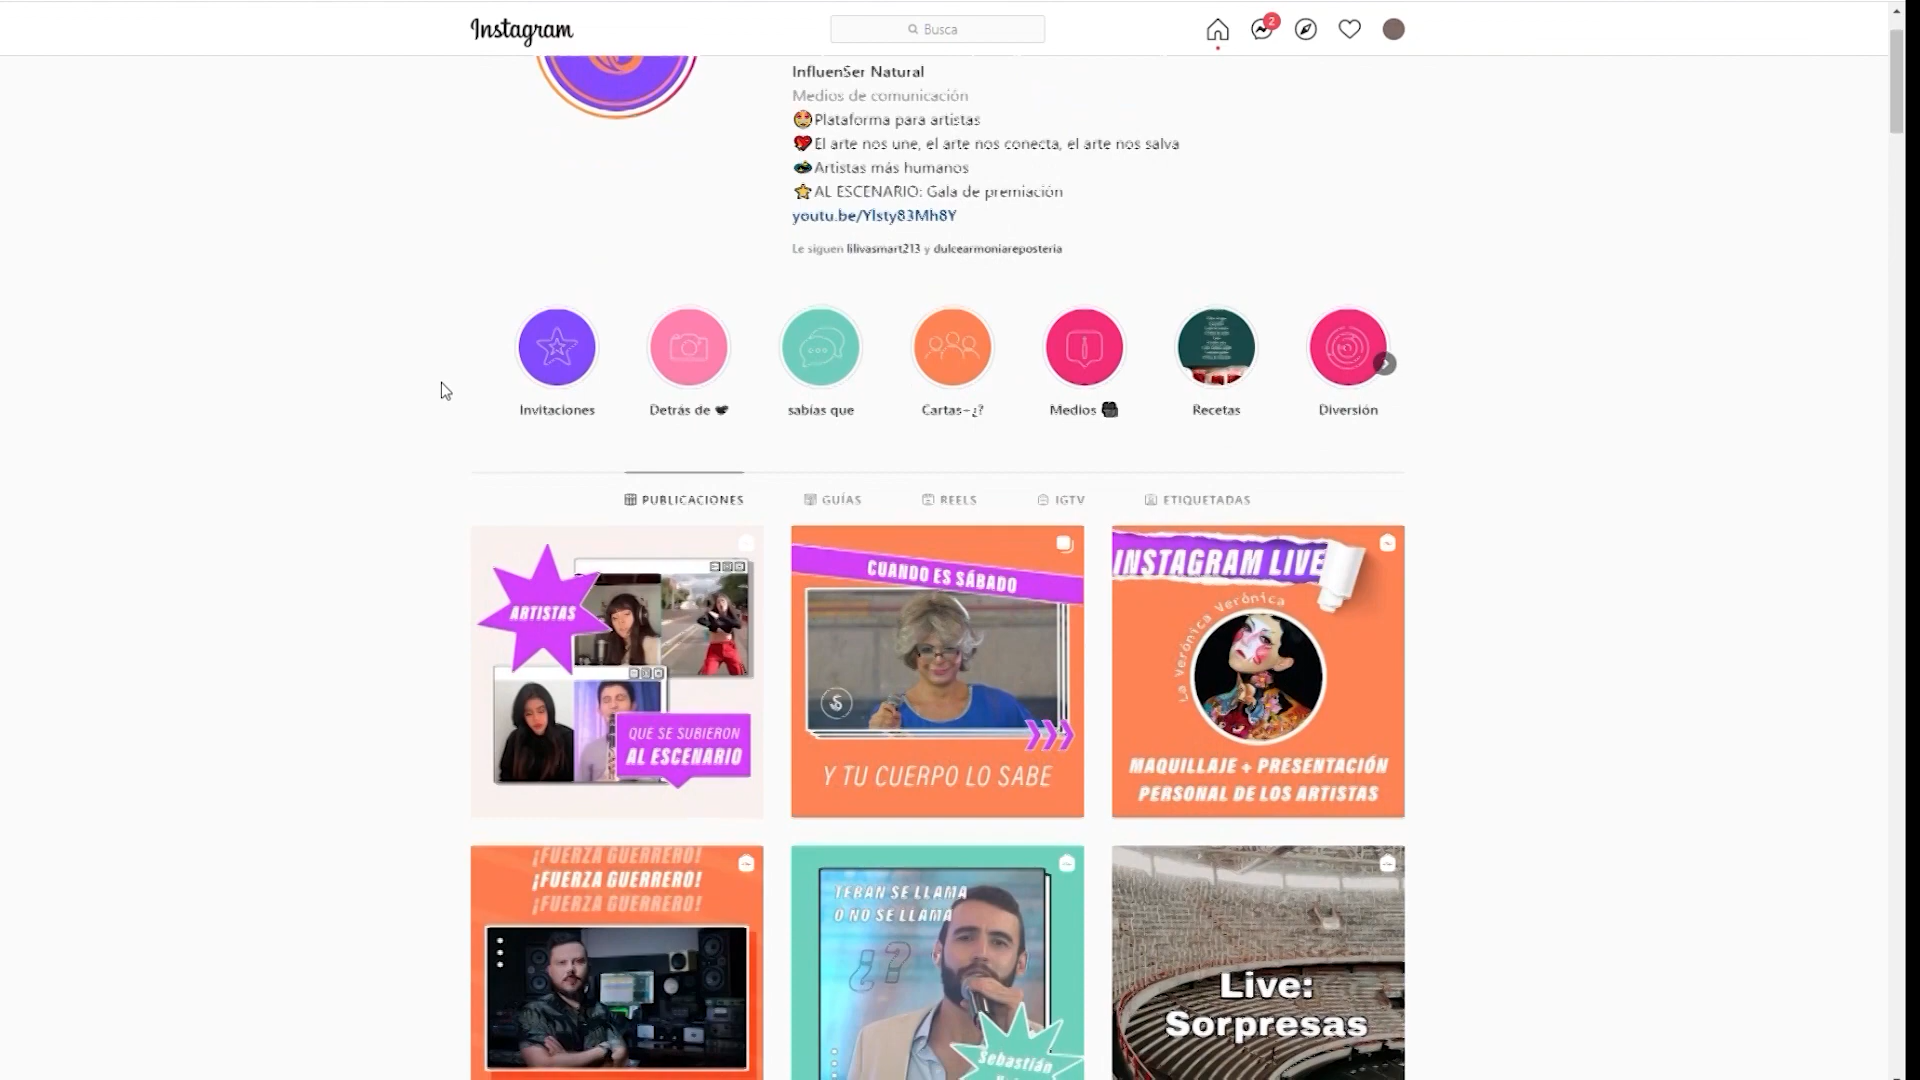 Instagram
Busca
2
InfluenSer Natural
Medios de comunicación
Plataforma para artistas
El arte nos une, el arte nos conecta, el arte nos salva
Artistas más humanos
AL ESCENARIO: Gala de premiación
youtu.be/YIsty83Mh8Y
Le siguen lilivasmart213 y dulcearmoniareposteria
Invitaciones
Detrás de
sabías que
Cartas-¿?
Medios
Recetas
Diversión
PUBLICACIONES
GUÍAS
REELS
IGTV
ETIQUETADAS
ARTISTAS
QUE SE SUBIERON
AL ESCENARIO
CUANDO ES SÁBADO
Y TU CUERPO LO SABE
INSTAGRAM LIVE
La Verónica Verónica
MAQUILLAJE + PRESENTACIÓN
PERSONAL DE LOS ARTISTAS
¡FUERZA GUERRERO!
¡FUERZA GUERRERO!
¡FUERZA GUERRERO!
TEBAN SE LLAMA
O NO SE LLAMA
¿?
Sebastián
Live:
Sorpresas